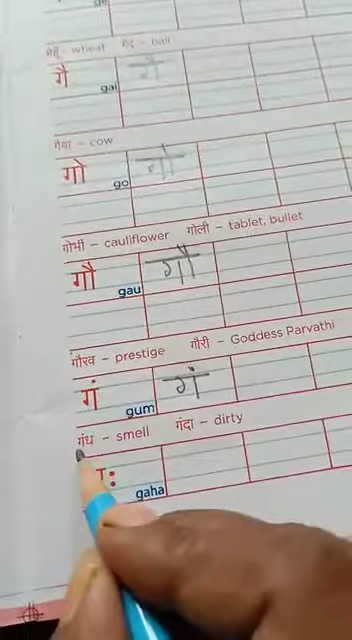 गेहूँ - wheat गेंद - ball
गै गै
gai
गैया - cow
गो गो
go
गोभी - cauliflower गोली - tablet, bullet
गौ गौ
gau
गौरव - prestige गौरी - Goddess Parvathi
गं गं
gum
गंध - smell गंदा - dirty
gaha